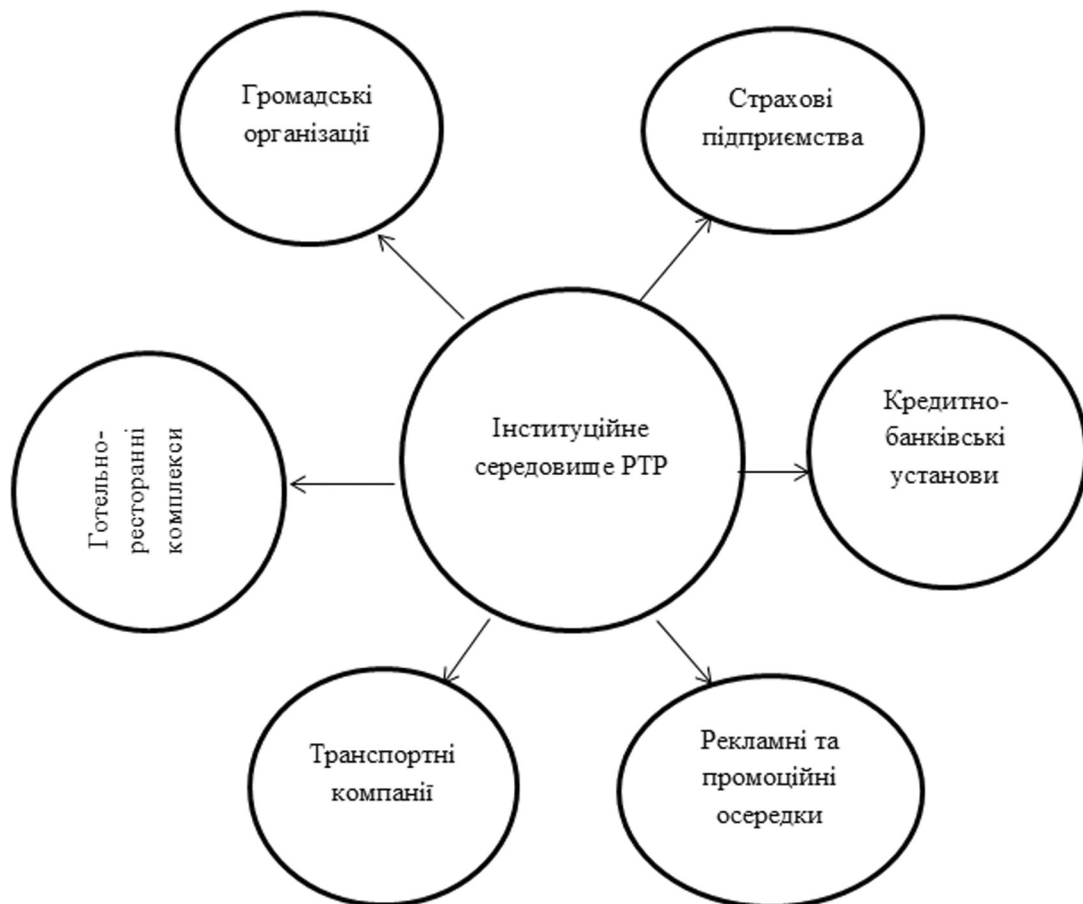 Громадські
організації
Страхові
підприємства
Інституційне
середовище РТР
Кредитно-
банківські
установи
Готельно-
ресторанні
комплекси
Транспортні
компанії
Рекламні та
промоційні
осередки